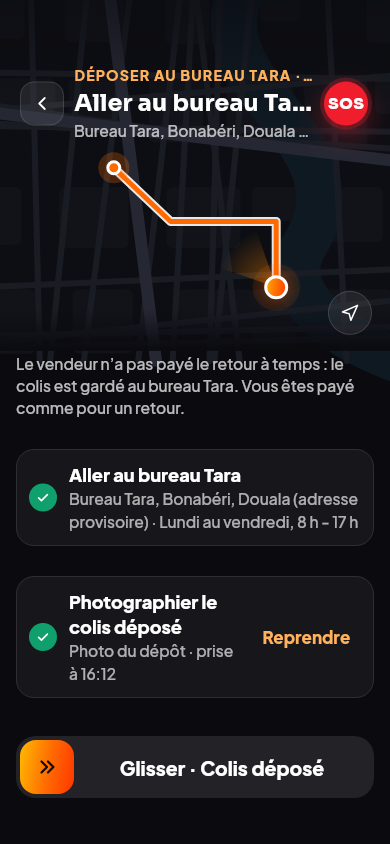 DÉPOSER AU BUREAU TARA · …
Aller au bureau Ta…
SOS
Bureau Tara, Bonabéri, Douala …
Le vendeur n’a pas payé le retour à temps : le
colis est gardé au bureau Tara. Vous êtes payé
comme pour un retour.
Aller au bureau Tara
Bureau Tara, Bonabéri, Douala (adresse
provisoire) · Lundi au vendredi, 8 h – 17 h
Photographier le
colis déposé
Photo du dépôt · prise
à 16:12
Reprendre
Glisser · Colis déposé